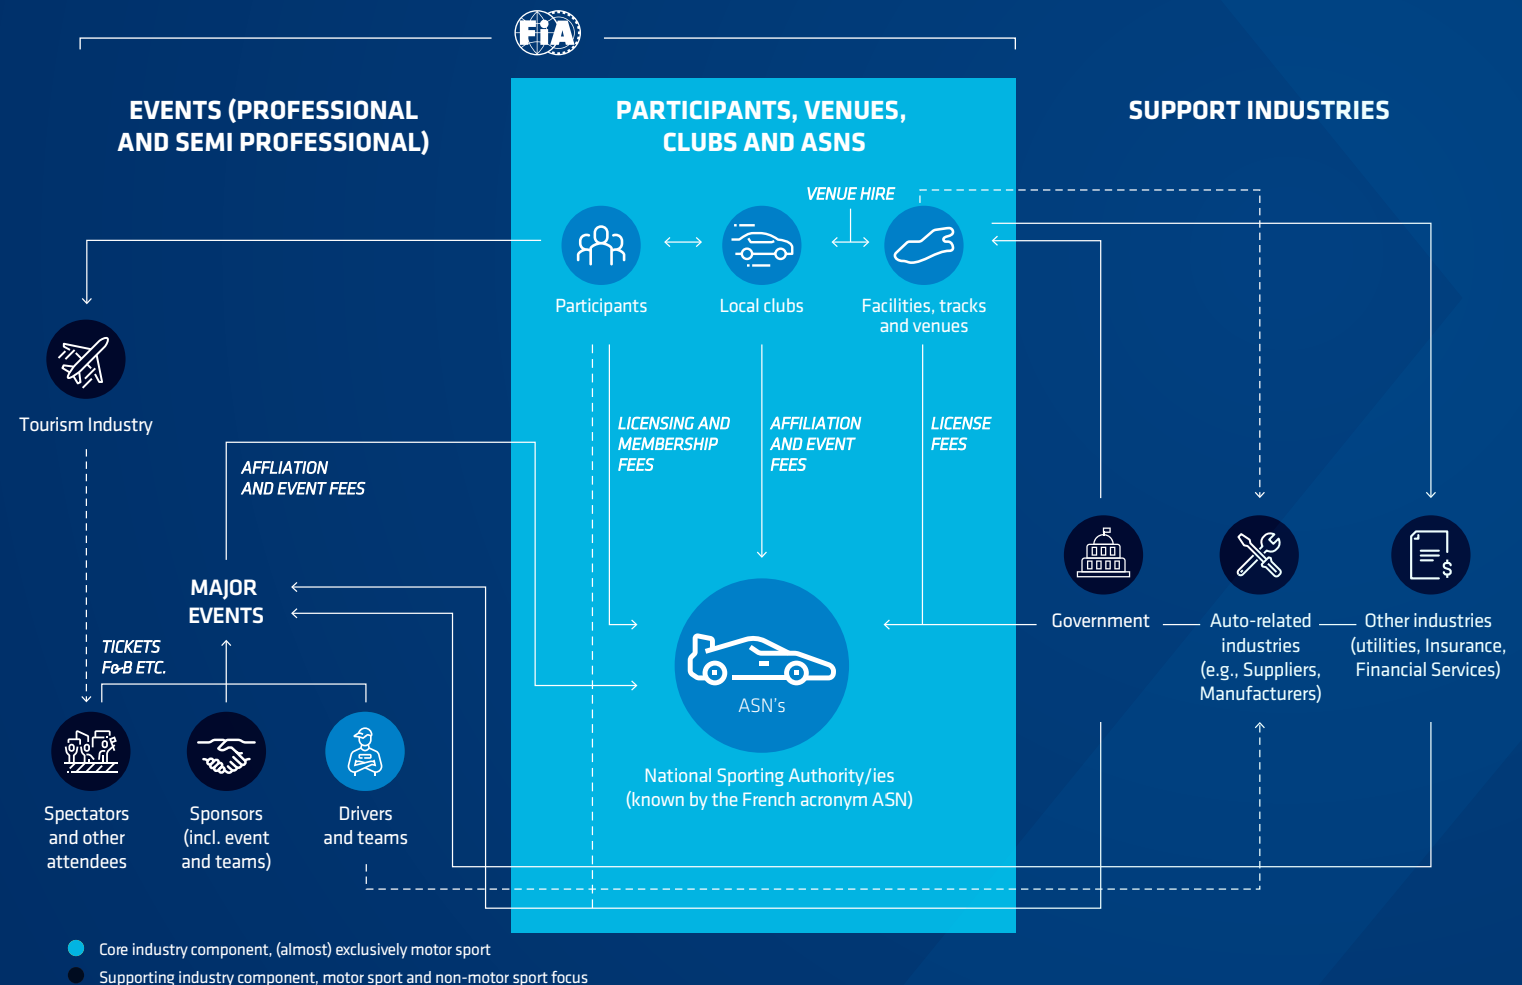 FiA
EVENTS (PROFESSIONAL
AND SEMI PROFESSIONAL)
PARTICIPANTS, VENUES,
CLUBS AND ASNS
SUPPORT INDUSTRIES
VENUE HIRE
Participants
Local clubs
Facilities, tracks
and venues
Tourism Industry
LICENSING AND
MEMBERSHIP
FEES
AFFILIATION
AND EVENT
FEES
LICENSE
FEES
AFFLIATION
AND EVENT FEES
MAJOR
EVENTS
TICKETS
F&B ETC.
Spectators
and other
attendees
Sponsors
(incl. event
and teams)
Drivers
and teams
ASN's
National Sporting Authority/ies
(known by the French acronym ASN)
Government
Auto-related
industries
(e.g., Suppliers,
Manufacturers)
$
Other industries
(utilities, Insurance,
Financial Services)
Core industry component, (almost) exclusively motor sport
Supporting industry component, motor sport and non-motor sport focus